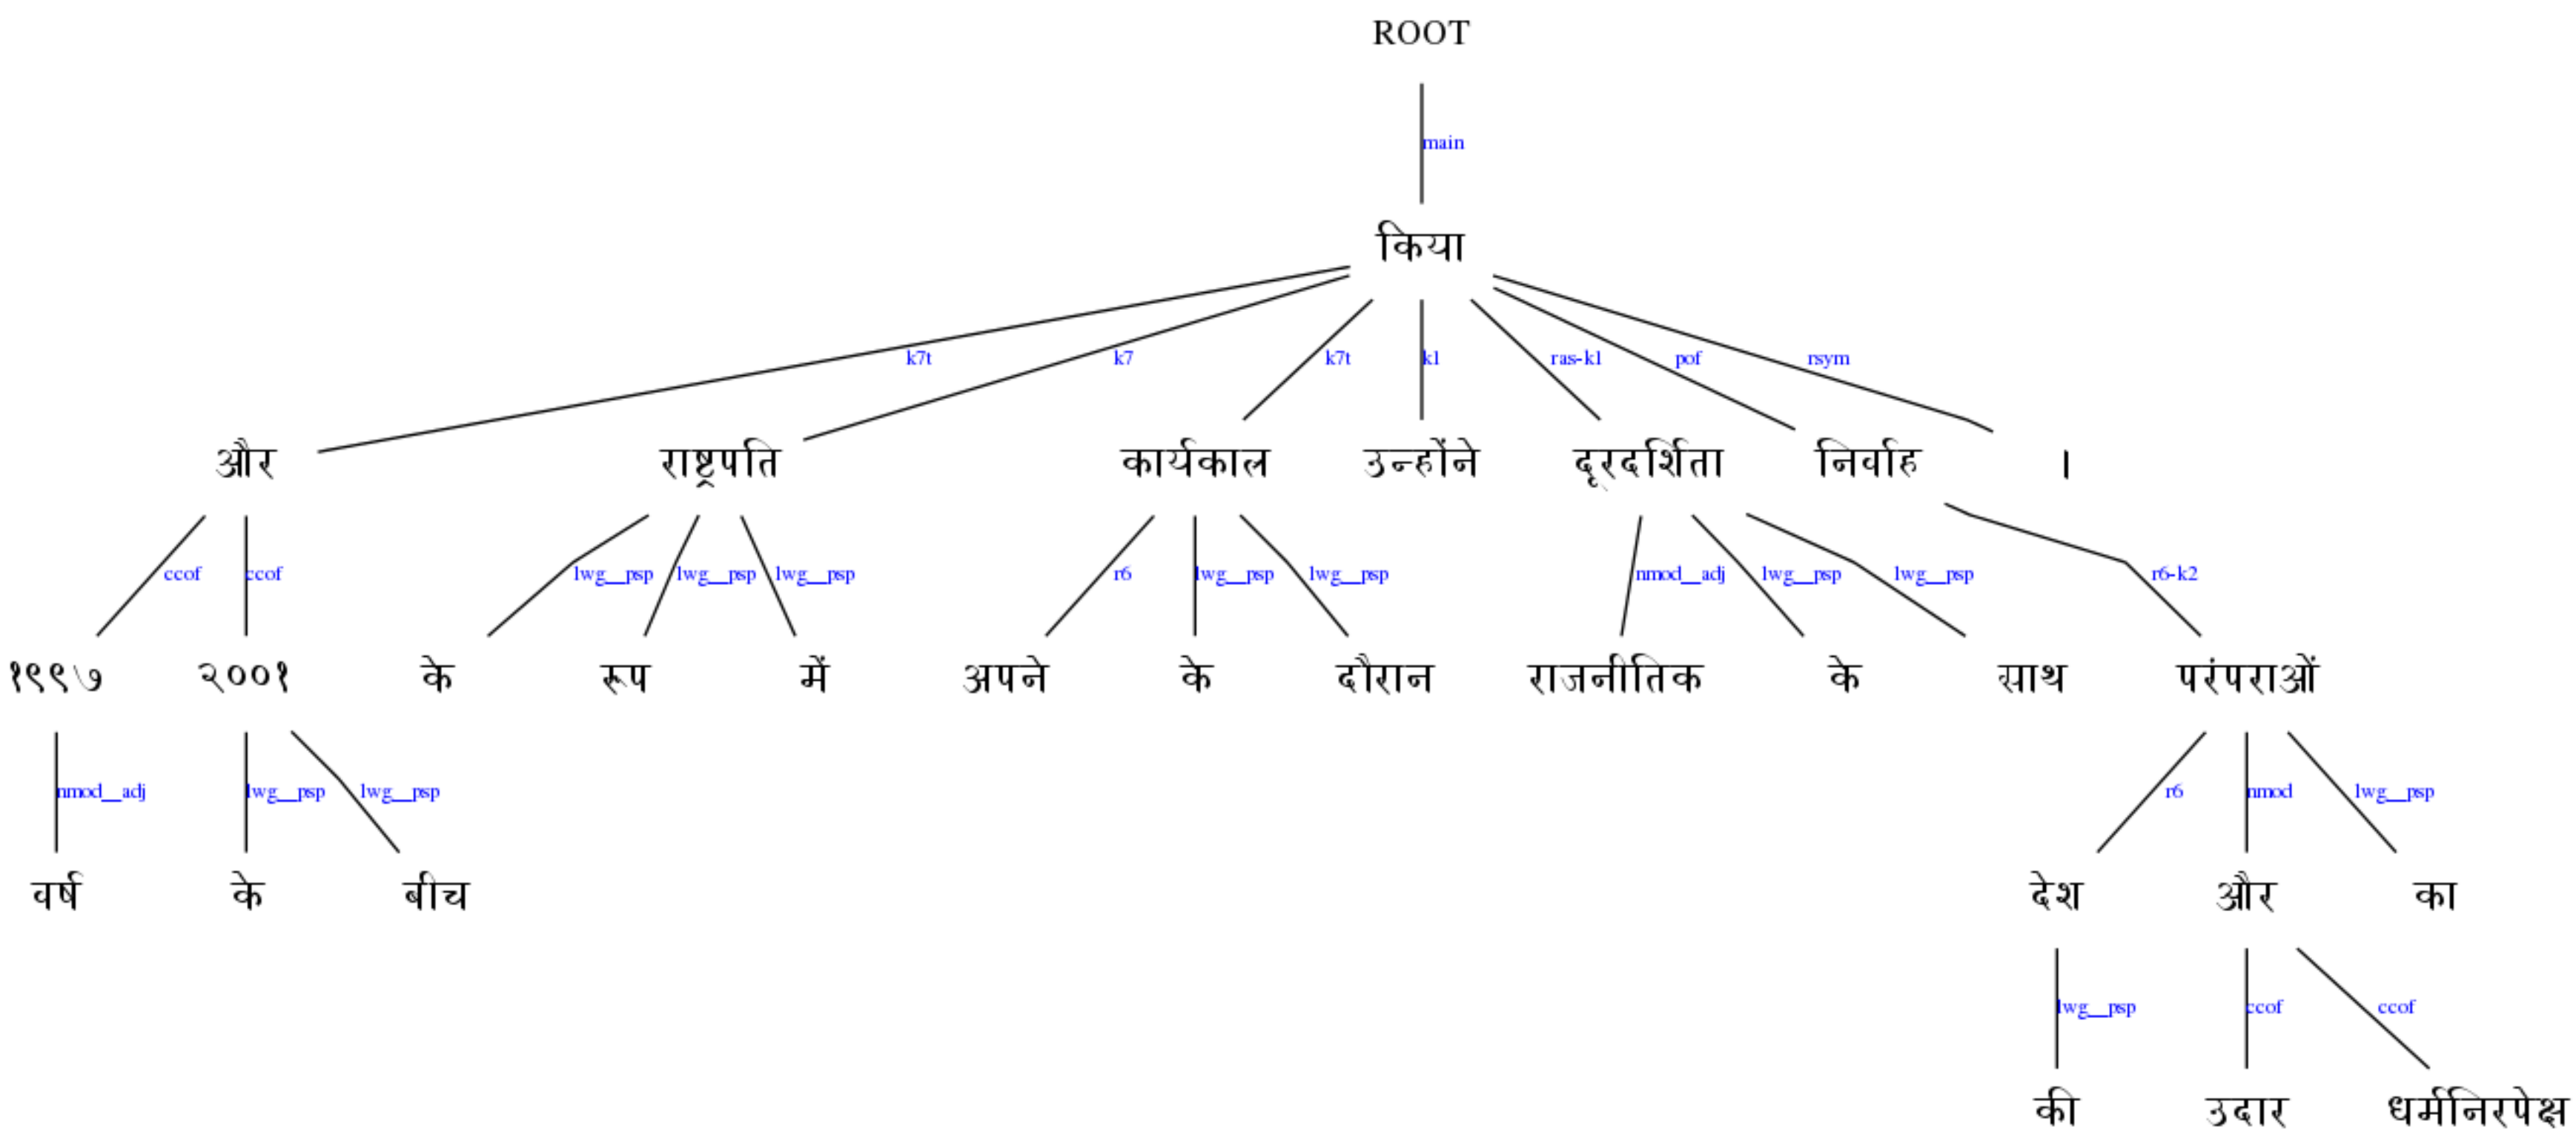 ROOT
main
किया
k7t k7 k7t k1 ras-k1 pof rsym
और राष्ट्रपति कार्यकाल उन्होंने दूरदर्शिता निर्वाह ।
ccof ccof lwg__psp lwg__psp lwg__psp r6 lwg__psp lwg__psp nmod__adj lwg__psp lwg__psp r6-k2
१९९७ २००१ के रूप में अपने के दौरान राजनीतिक के साथ परंपराओं
nmod__adj lwg__psp lwg__psp r6 nmod lwg__psp
वर्ष के बीच देश और का
lwg__psp ccof ccof
की उदार धर्मनिरपेक्ष